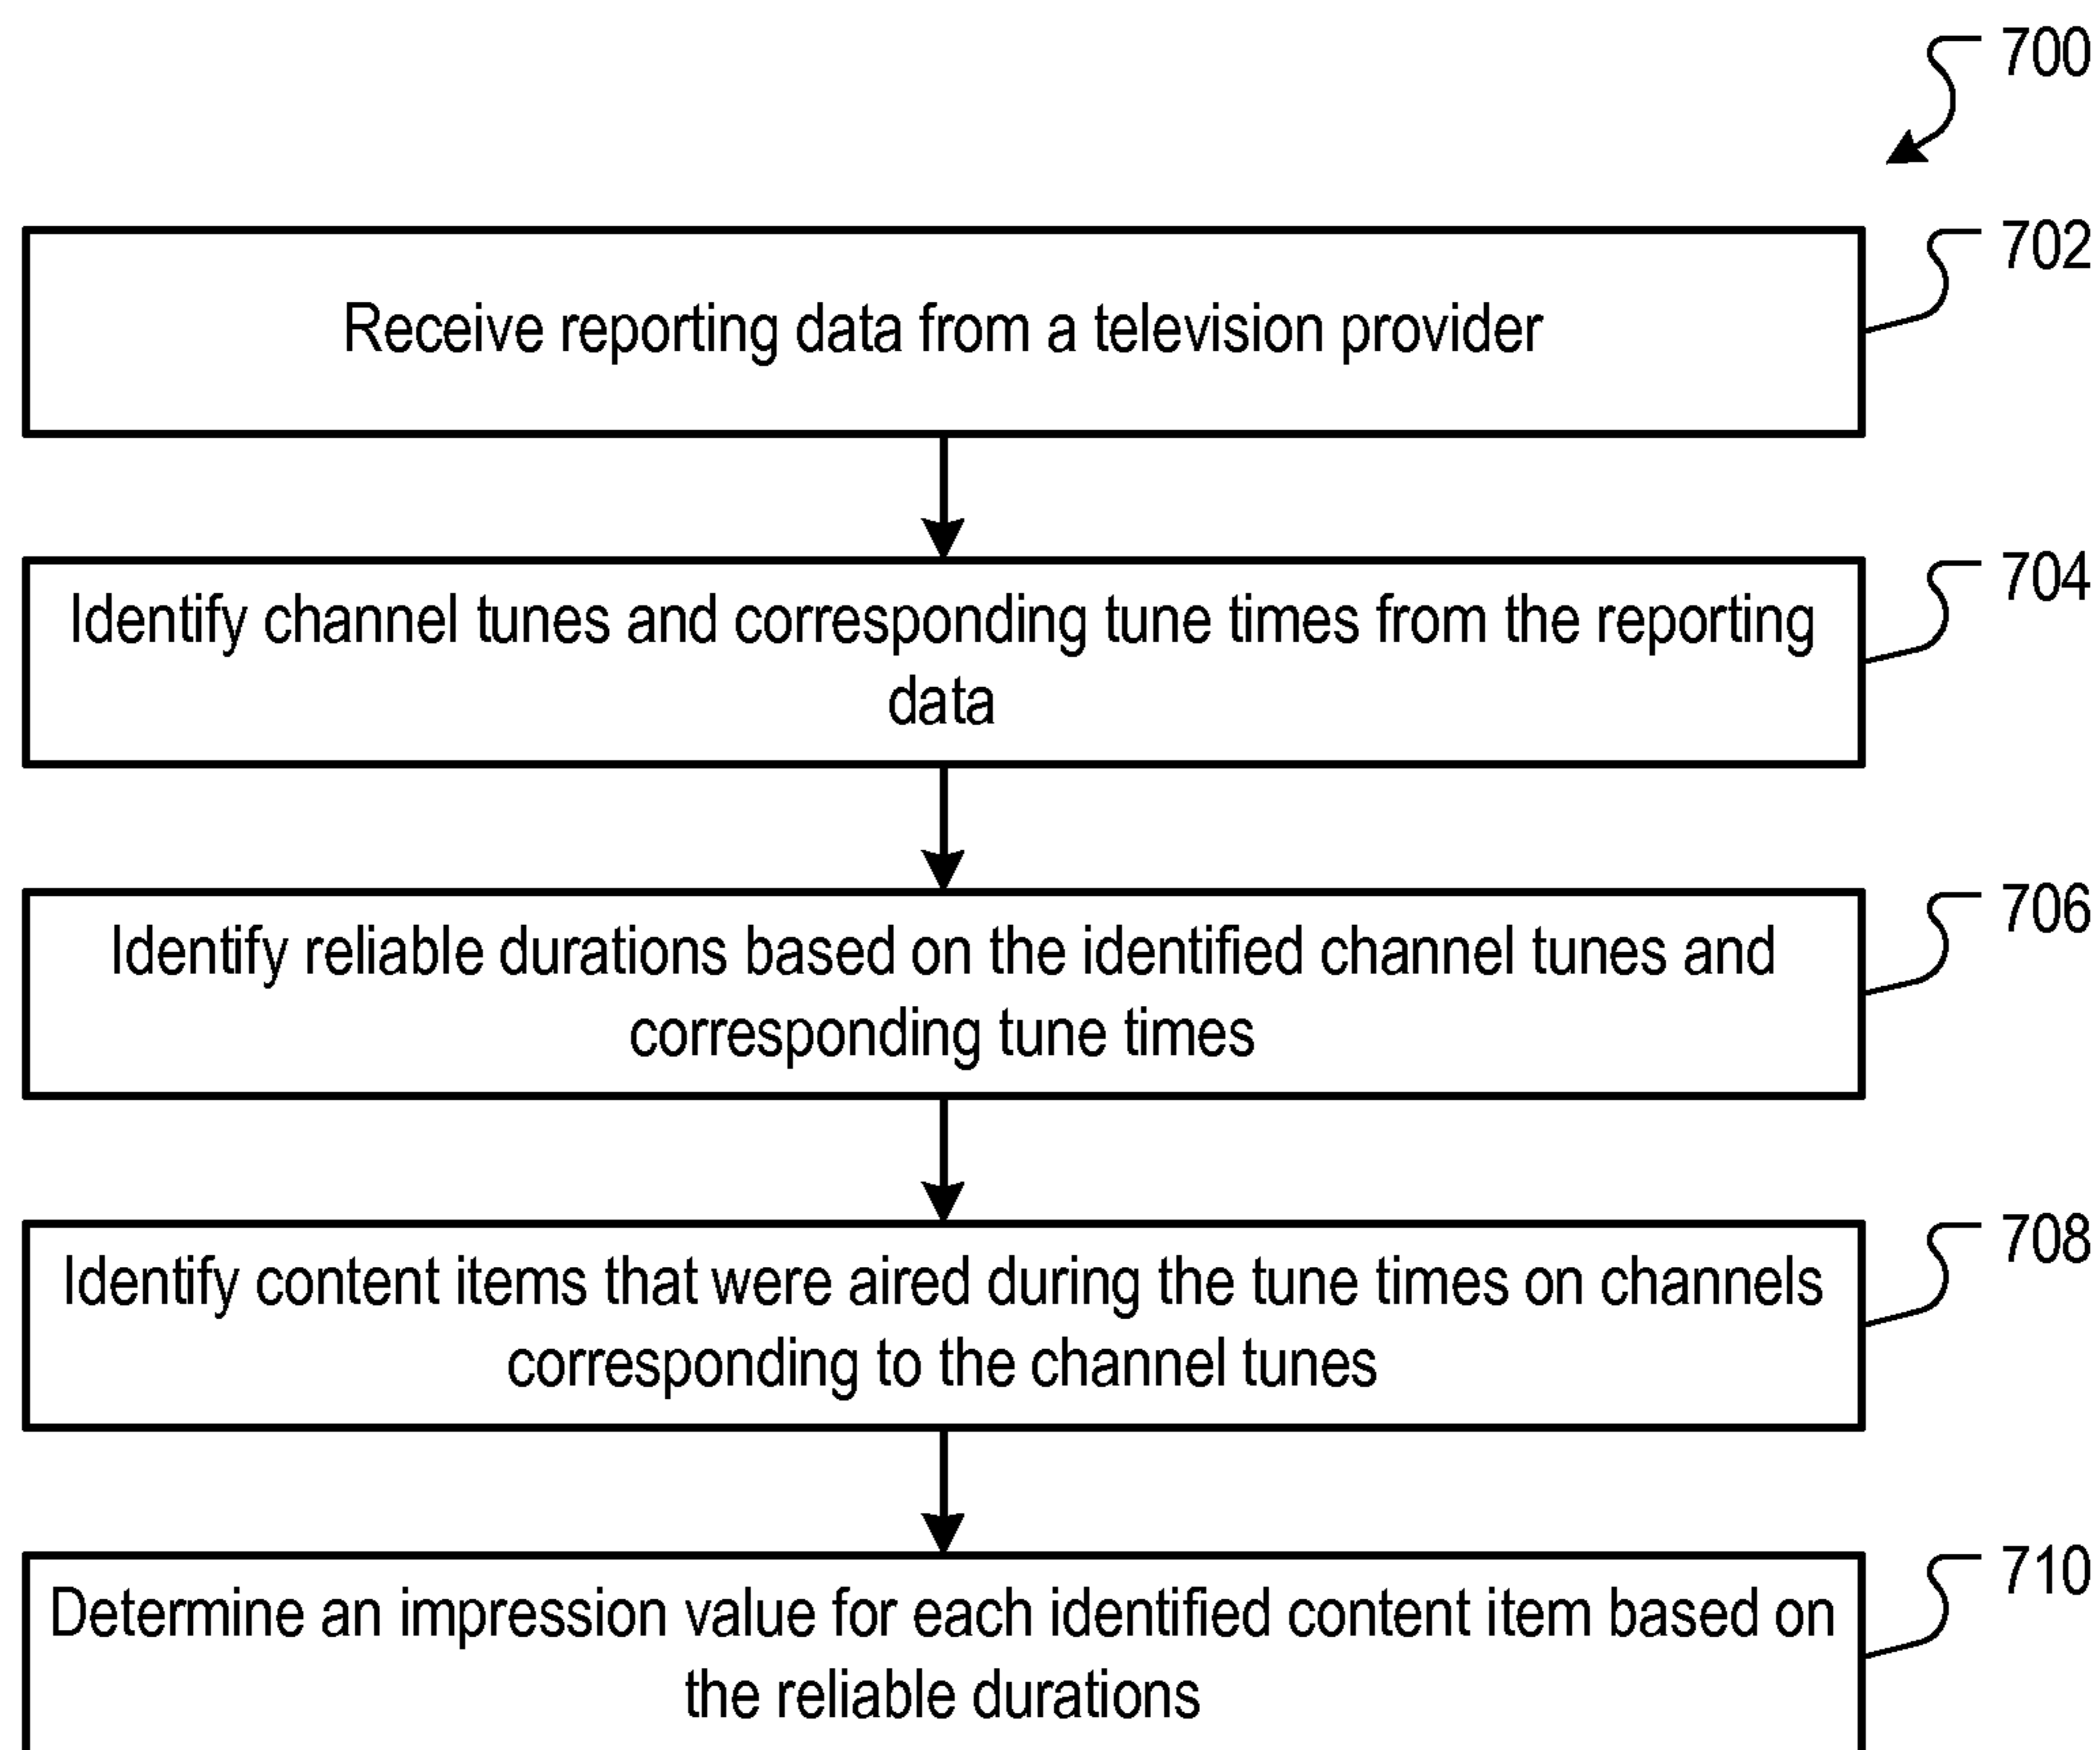 700
702
Receive reporting data from a television provider
704
Identify channel tunes and corresponding tune times from the reporting
data
706
Identify reliable durations based on the identified channel tunes and
corresponding tune times
708
Identify content items that were aired during the tune times on channels
corresponding to the channel tunes
710
Determine an impression value for each identified content item based on
the reliable durations